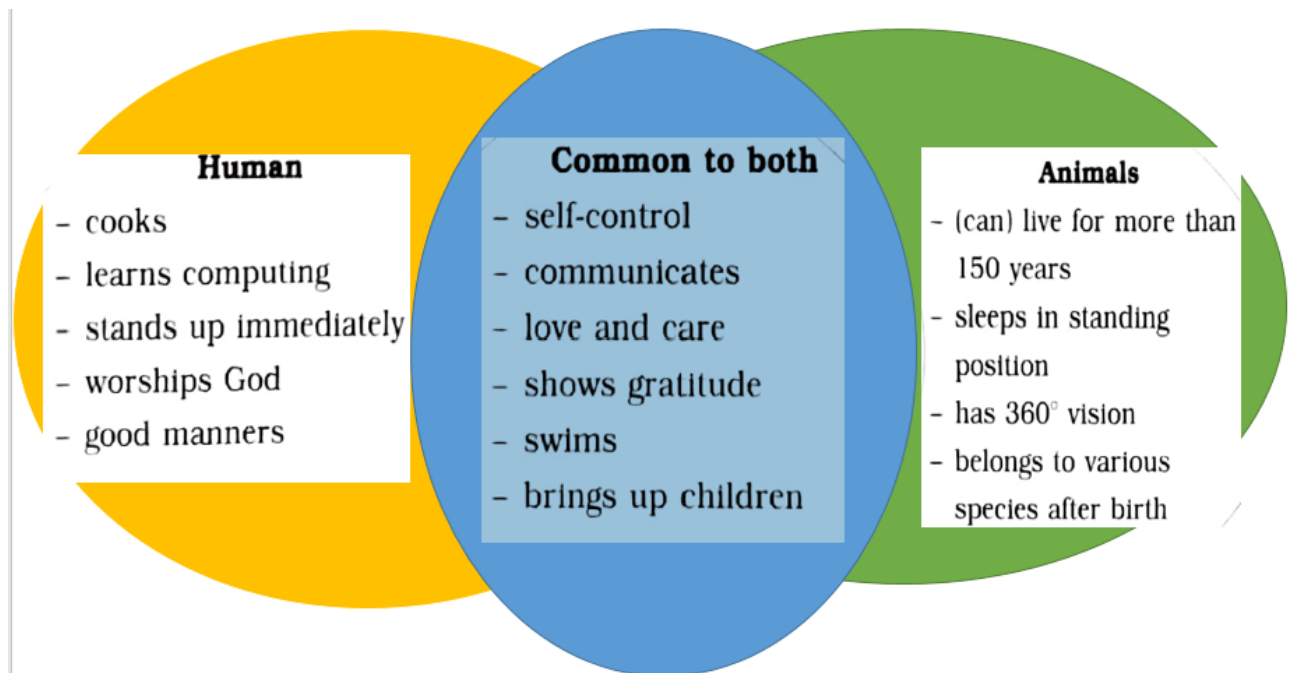 Human
– cooks
– learns computing
– stands up immediately
– worships God
– good manners
Common to both
– self-control
– communicates
– love and care
– shows gratitude
– swims
– brings up children
Animals
– (can) live for more than
150 years
– sleeps in standing
position
– has 360° vision
– belongs to various
species after birth